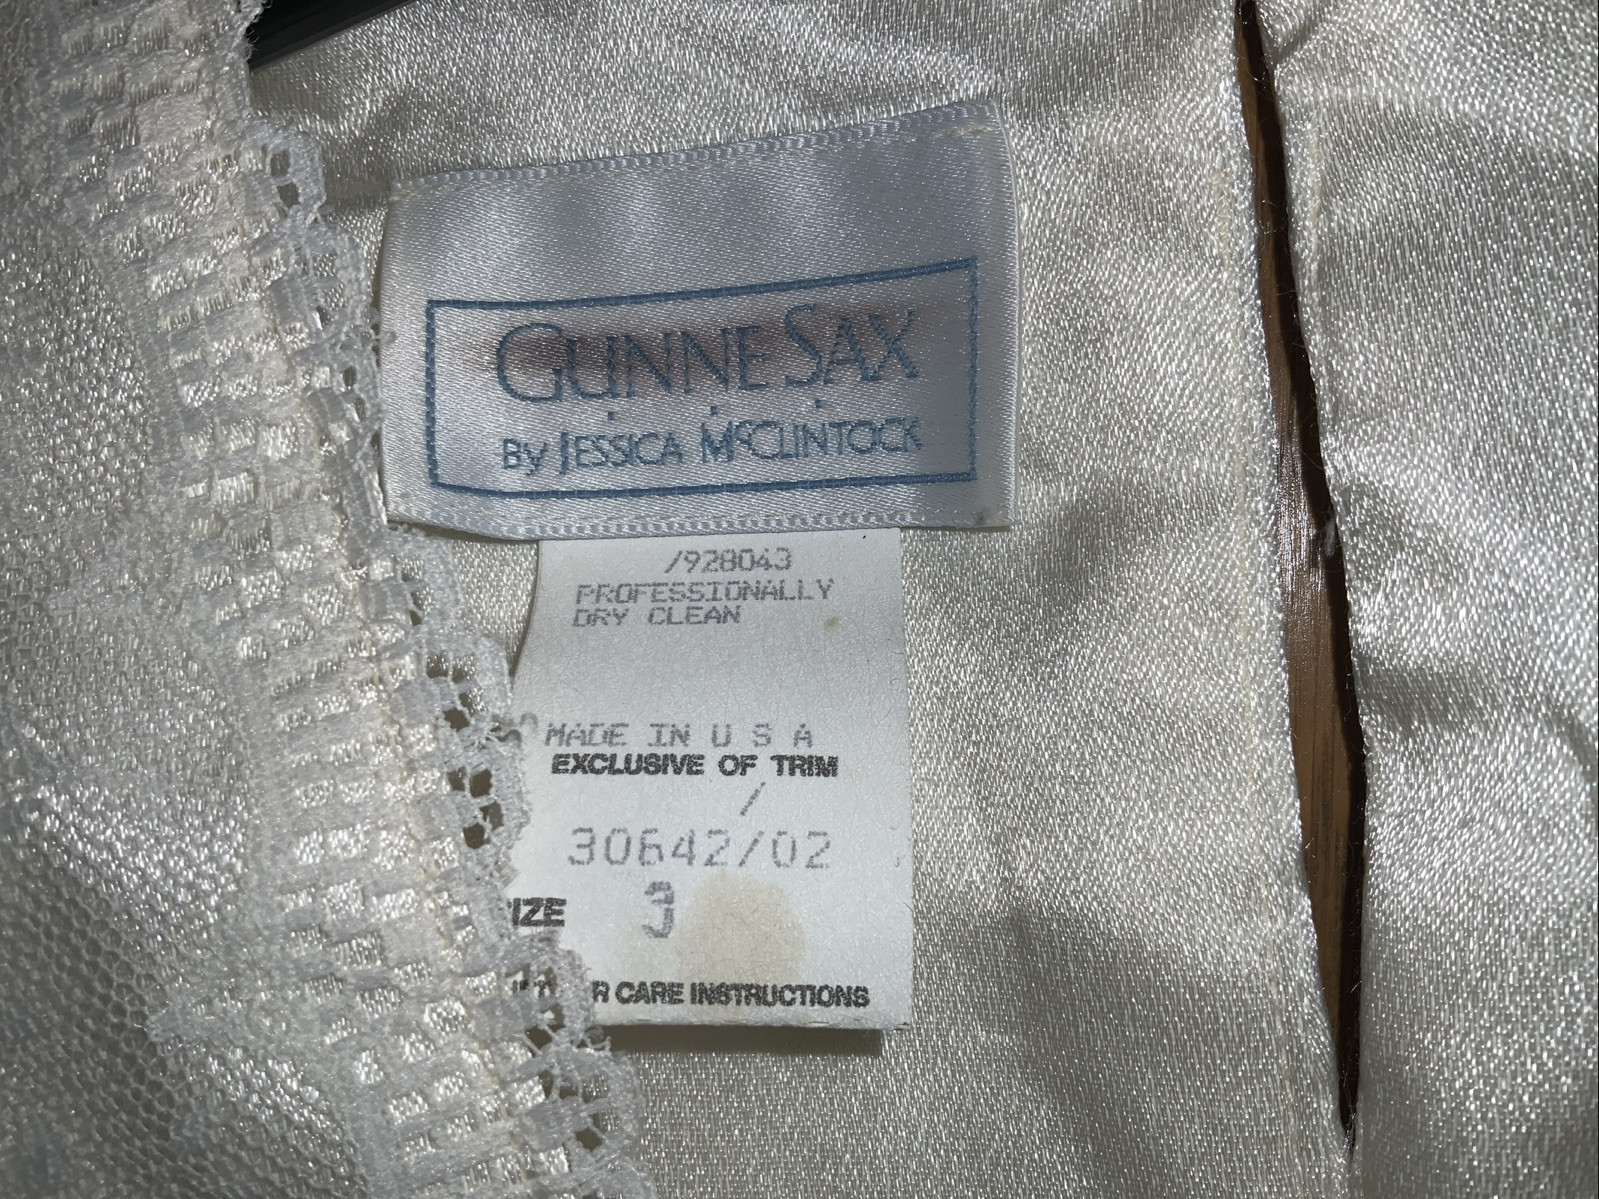 GUNNE SAX
By JESSICA McCLINTOCK
/928043
PROFESSIONALLY
DRY CLEAN
MADE IN U S A
EXCLUSIVE OF TRIM
/
30642/02
IZE 3
R CARE INSTRUCTIONS